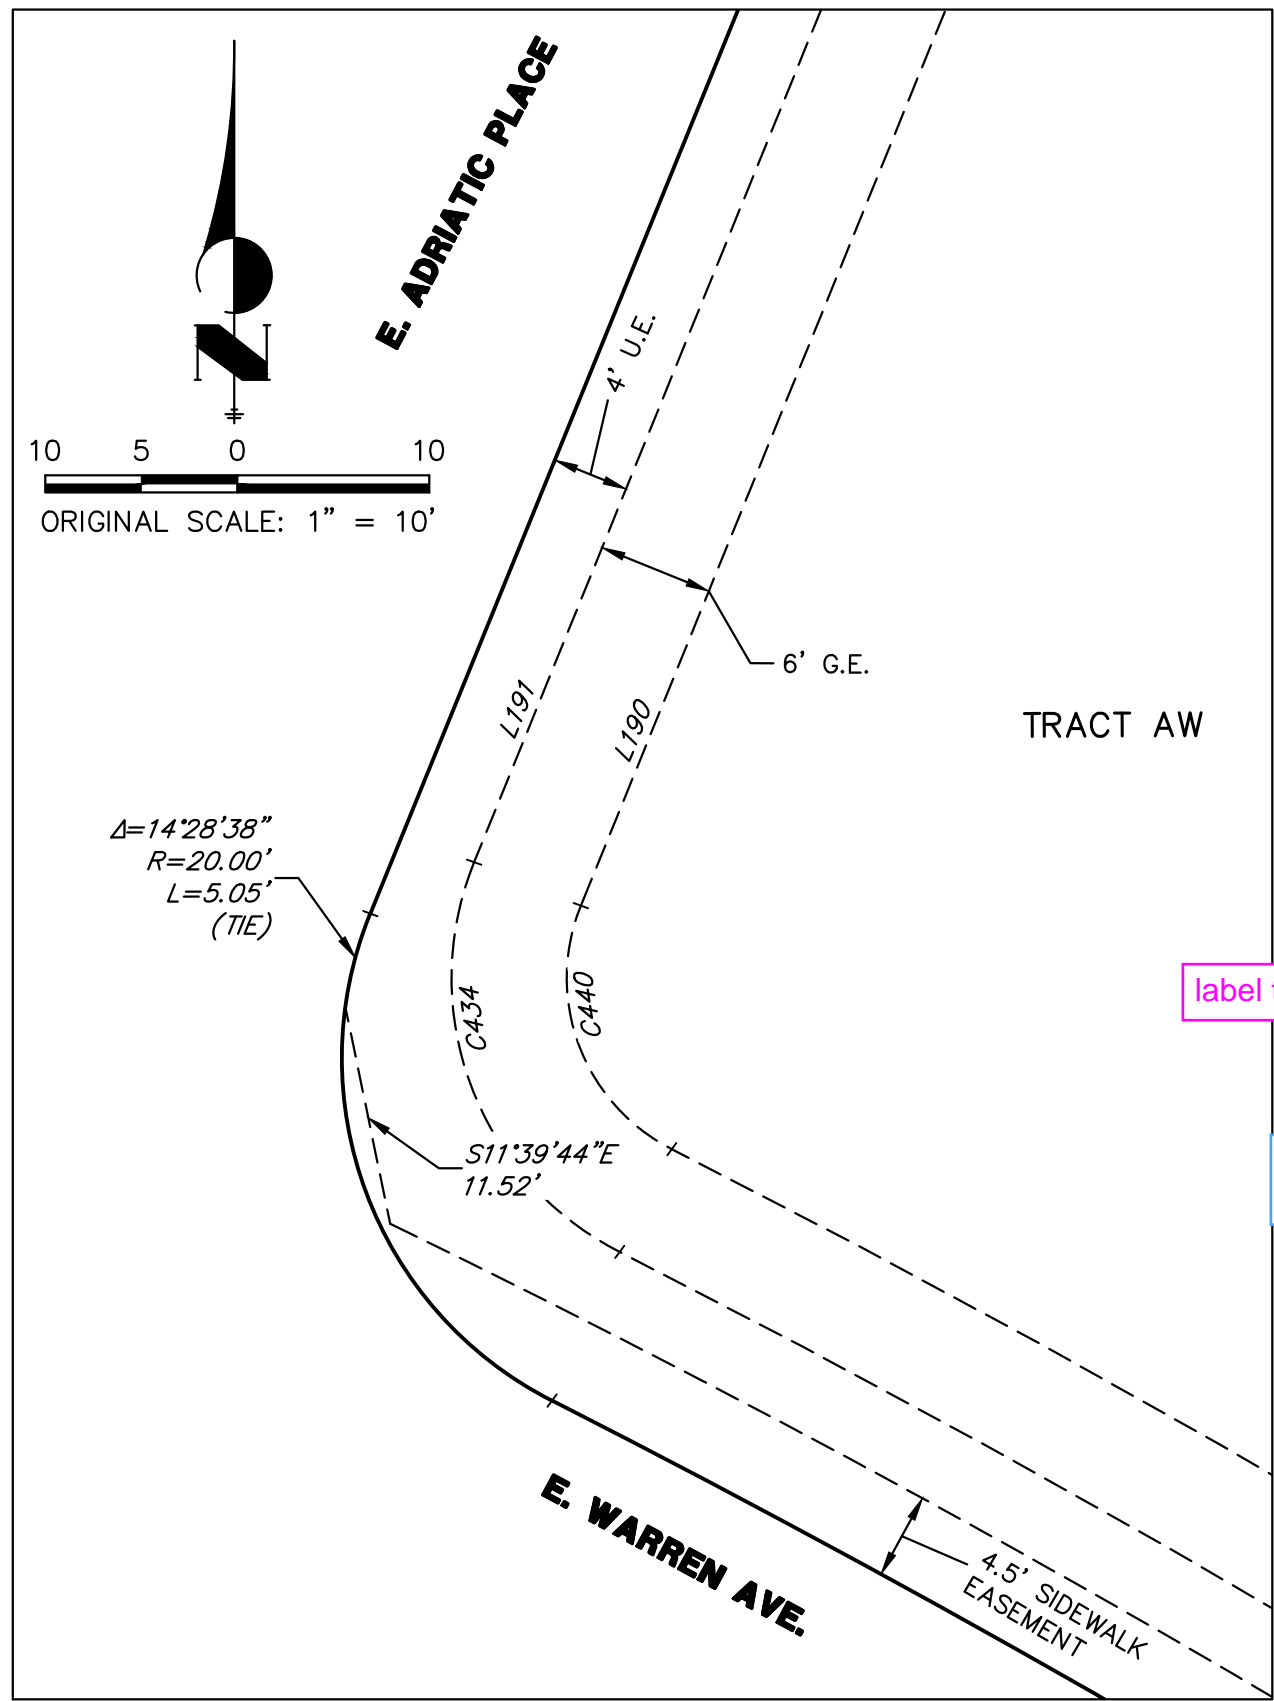 E. ADRIATIC PLACE
N
4' U.E.
10 5 0 10
ORIGINAL SCALE: 1" = 10'
6' G.E.
L191
L190
TRACT AW
Δ=14°28'38"
R=20.00'
L=5.05'
(TIE)
label
C434
C440
S11°39'44"E
11.52'
E. WARREN AVE.
4.5' SIDEWALK
EASEMENT